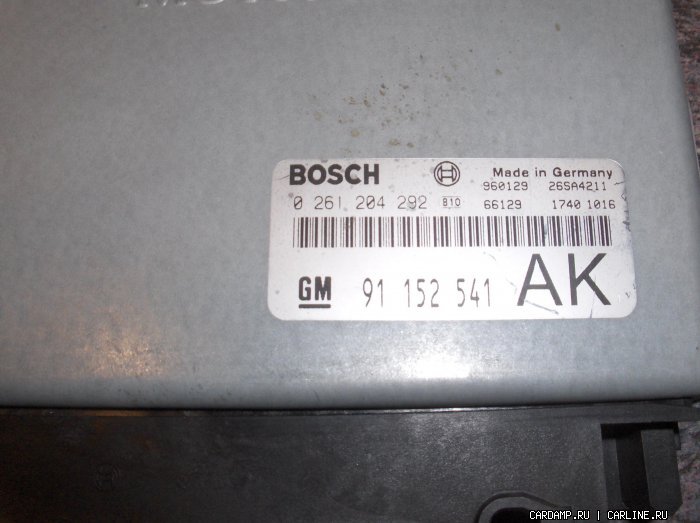 BOSCH Made in Germany
960129 26SA4211
0 261 204 292 B10 66129 1740 1016
GM 91 152 541 AK
CARDAMP.RU | CARLINE.RU